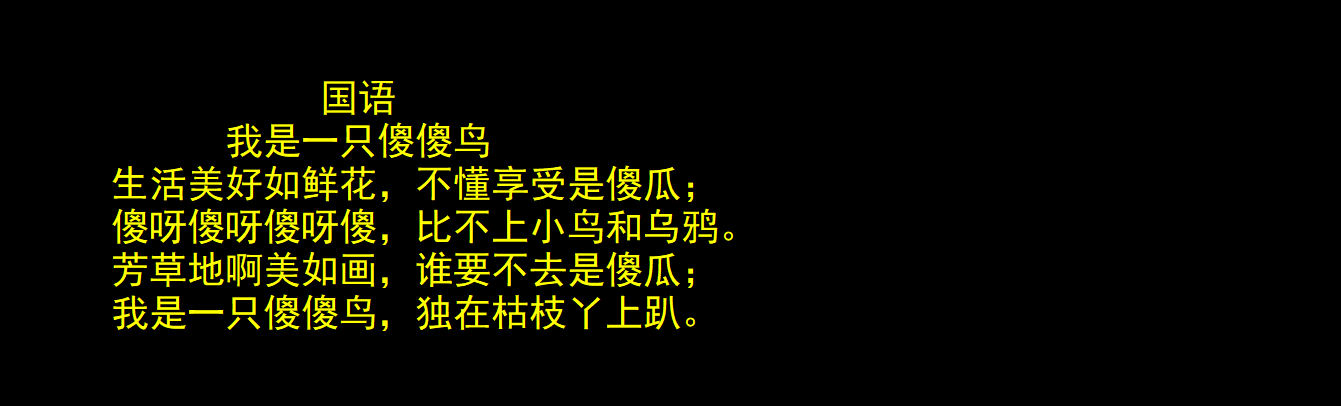 国语
我是一只傻傻鸟
生活美好如鲜花，不懂享受是傻瓜；
傻呀傻呀傻呀傻，比不上小鸟和乌鸦。
芳草地啊美如画，谁要不去是傻瓜；
我是一只傻傻鸟，独在枯枝丫上趴。